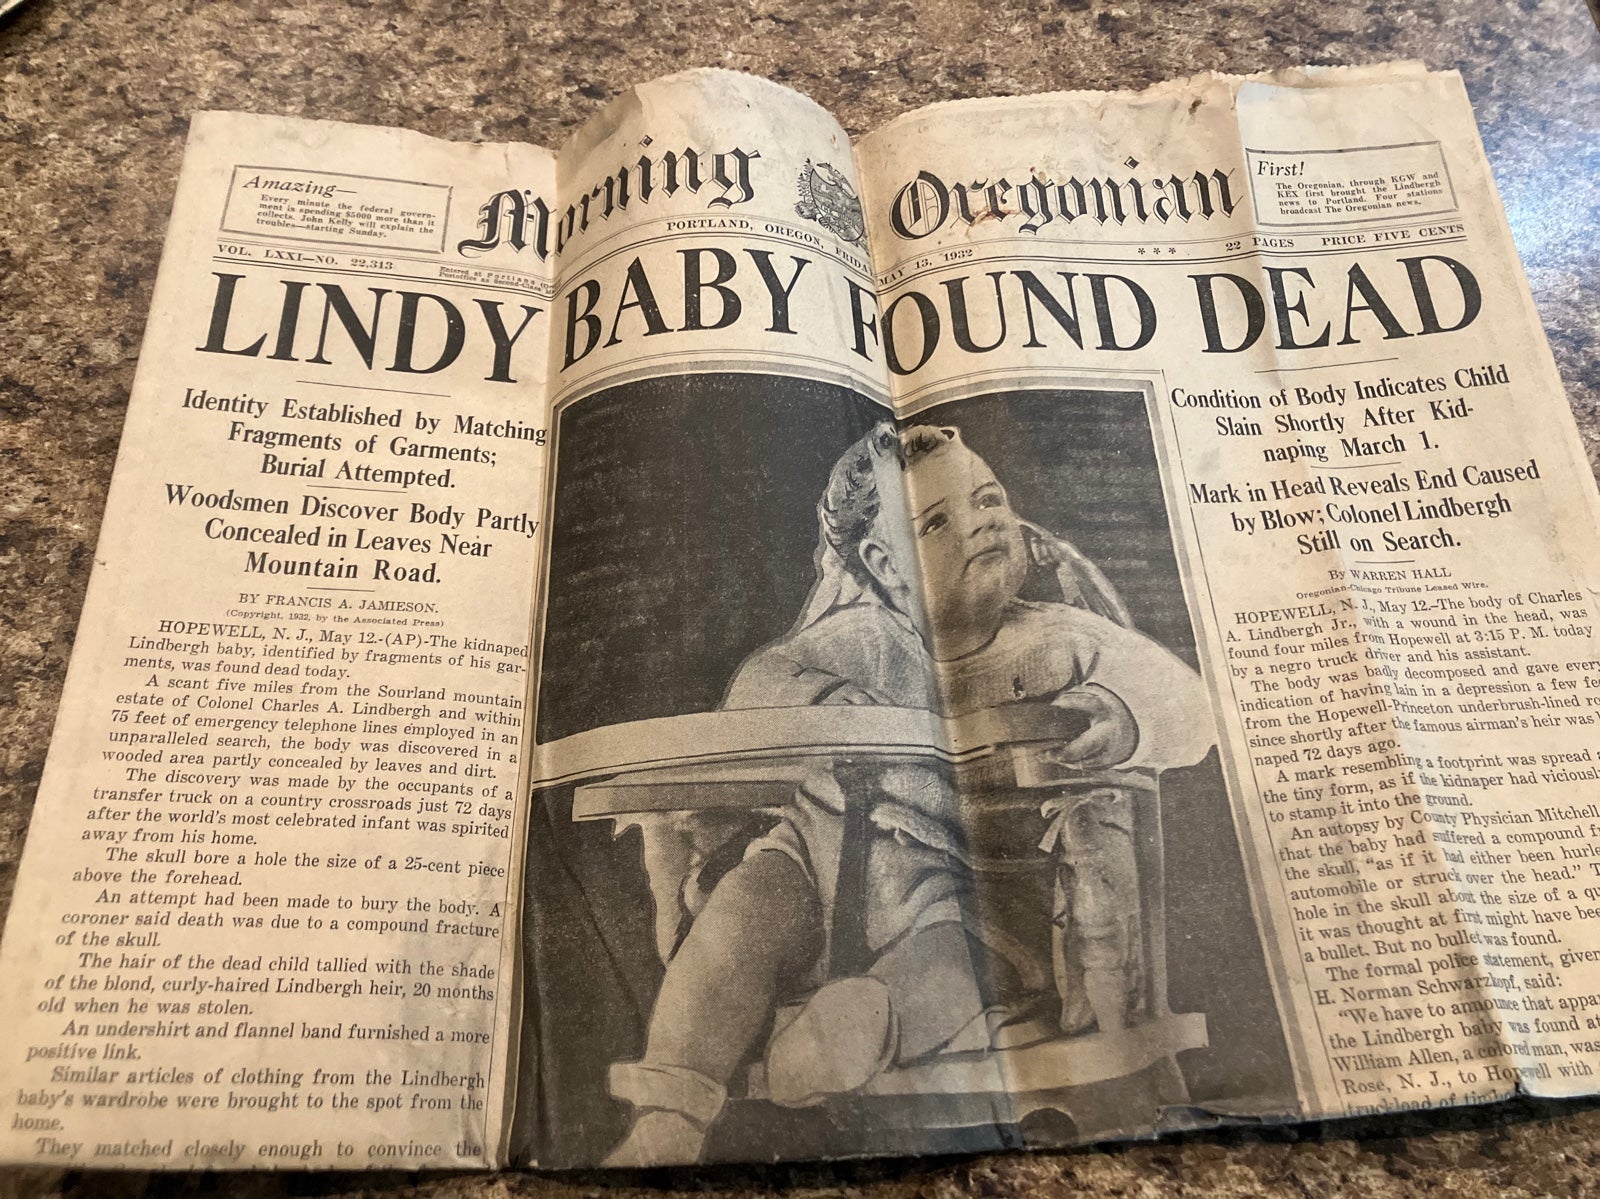 Amazing—
Every minute the federal govern-
ment is spending $5000 more than it
collects. John Kelly will explain the
troubles—starting Sunday.
Morning Oregonian
First!
The Oregonian, through KGW and
KEX first brought the Lindbergh
news to Portland. Four stations
broadcast The Oregonian news.
VOL. LXXI—NO. 22,313
Entered at Portland
Postoffice as Second-Class
PORTLAND, OREGON, FRIDAY MAY 13, 1932
* * *
22 PAGES
PRICE FIVE CENTS
LINDY BABY FOUND DEAD
Identity Established by Matching
Fragments of Garments;
Burial Attempted.
Woodsmen Discover Body Partly
Concealed in Leaves Near
Mountain Road.
BY FRANCIS A. JAMIESON.
(Copyright, 1932, by the Associated Press)
HOPEWELL, N. J., May 12.-(AP)-The kidnaped
Lindbergh baby, identified by fragments of his gar-
ments, was found dead today.
A scant five miles from the Sourland mountain
estate of Colonel Charles A. Lindbergh and within
75 feet of emergency telephone lines employed in an
unparalleled search, the body was discovered in a
wooded area partly concealed by leaves and dirt.
The discovery was made by the occupants of a
transfer truck on a country crossroads just 72 days
after the world's most celebrated infant was spirited
away from his home.
The skull bore a hole the size of a 25-cent piece
above the forehead.
An attempt had been made to bury the body. A
coroner said death was due to a compound fracture
of the skull.
The hair of the dead child tallied with the shade
of the blond, curly-haired Lindbergh heir, 20 months
old when he was stolen.
An undershirt and flannel band furnished a more
positive link.
Similar articles of clothing from the Lindbergh
baby's wardrobe were brought to the spot from the
home.
They matched closely enough to convince the
Condition of Body Indicates Child
Slain Shortly After Kid-
naping March 1.
Mark in Head Reveals End Caused
by Blow; Colonel Lindbergh
Still on Search.
By WARREN HALL
Oregonian-Chicago Tribune Leased Wire.
HOPEWELL, N. J., May 12.—The body of Charles
A. Lindbergh Jr., with a wound in the head, was
found four miles from Hopewell at 3:15 P. M. today
by a negro truck driver and his assistant.
The body was badly decomposed and gave every
indication of having lain in a depression a few
from the Hopewell-Princeton underbrush-lined
since shortly after the famous airman's heir was
naped 72 days ago.
A mark resembling a footprint was spread
the tiny form, as if the kidnaper had
to stamp it into the ground.
An autopsy by County Physician Mitchell
that the baby had suffered a compound
the skull, "as if it had either been
automobile or struck over the head."
hole in the skull about the size of a
it was thought at first might have
a bullet. But no bullet was found.
The formal police statement, given
H. Norman Schwarzkopf, said:
"We have to announce that
the Lindbergh baby was found at
William Allen, a colored man, was
Rose, N. J., to Hopewell with
truckload of